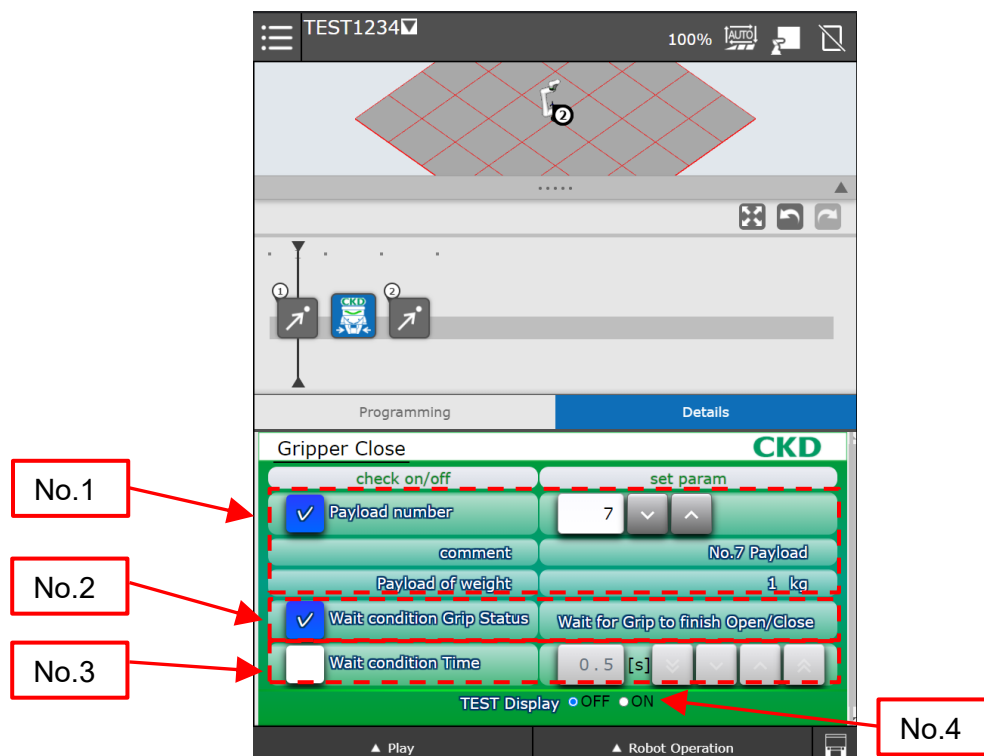 TEST1234
100% AUTO
2
1 CKD 2
Programming Details
Gripper Close CKD
check on/off set param
No.1
Payload number 7
comment No.7 Payload
No.2
Payload of weight 1 kg
Wait condition Grip Status Wait for Grip to finish Open/Close
No.3
Wait condition Time 0.5 [s]
TEST Display OFF ON
No.4
▲ Play ▲ Robot Operation